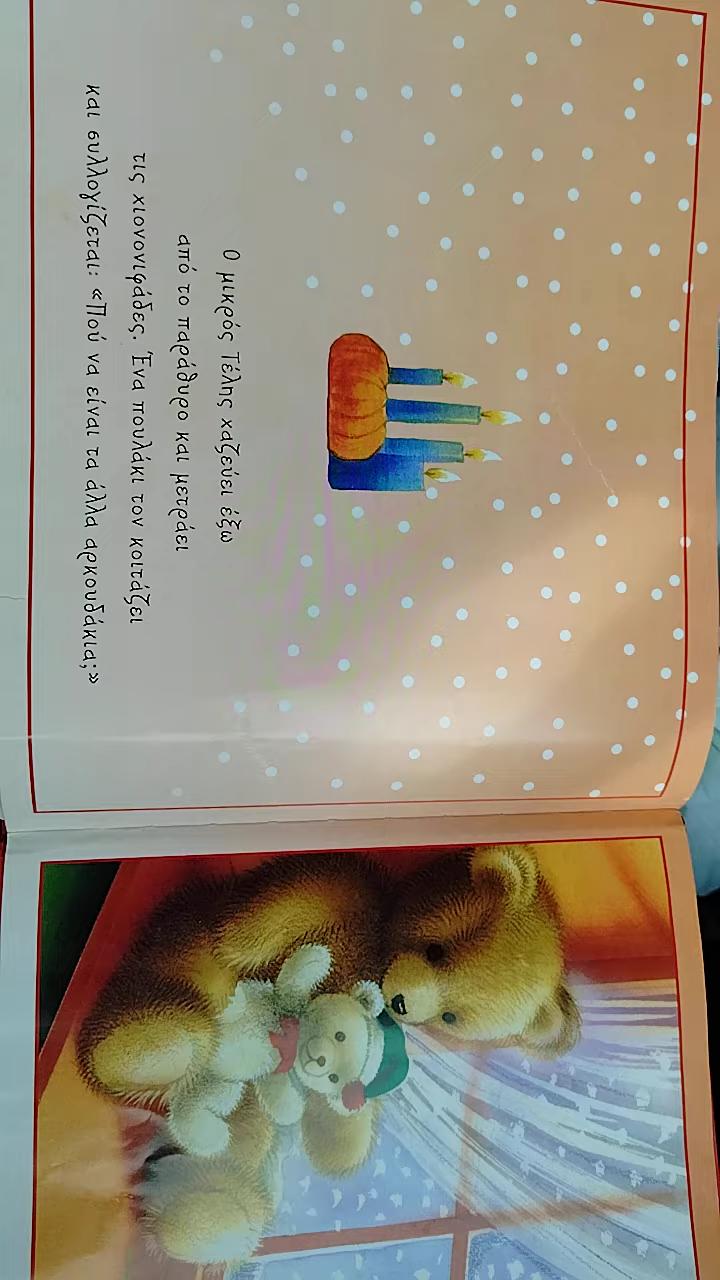 Ο μικρός Τέλης χαζεύει έξω
από το παράθυρο και μετράει
τις χιονονιφάδες. Ένα πουλάκι τον κοιτάζει
και συλλογίζεται: «Πού να είναι τα άλλα αρκουδάκια;»